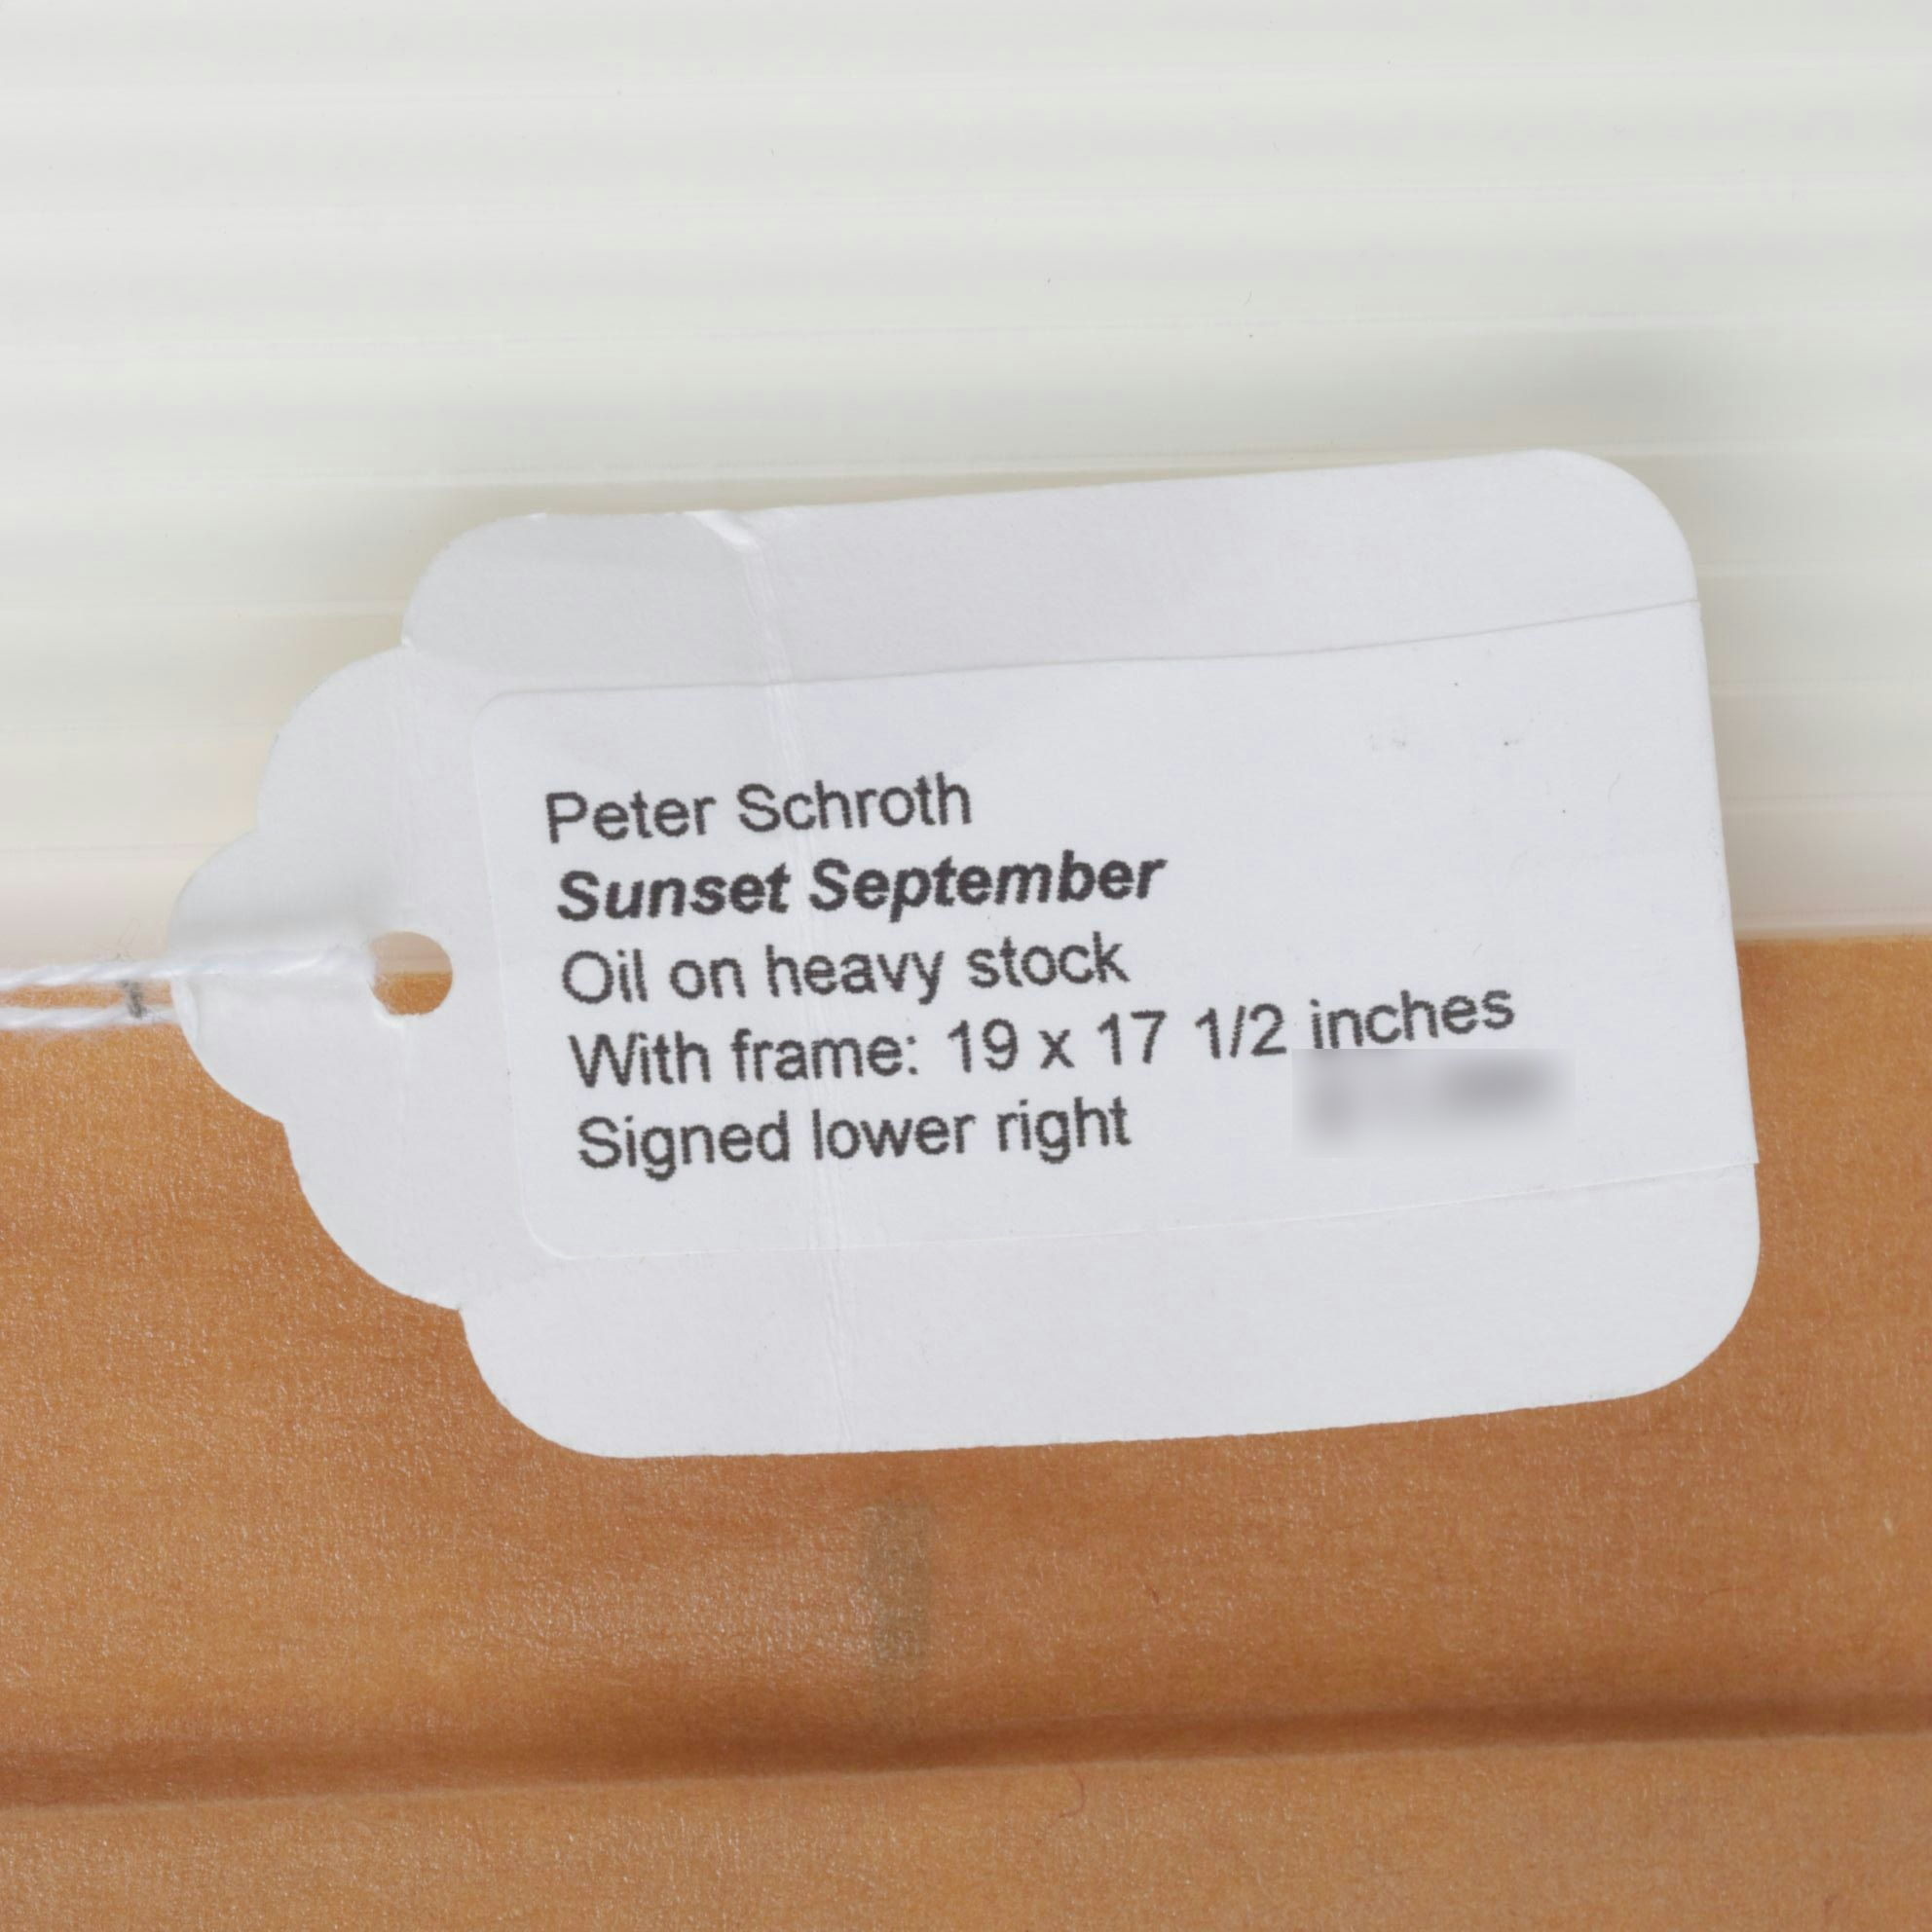 Peter Schroth
Sunset September
Oil on heavy stock
With frame: 19 x 17 1/2 inches
Signed lower right